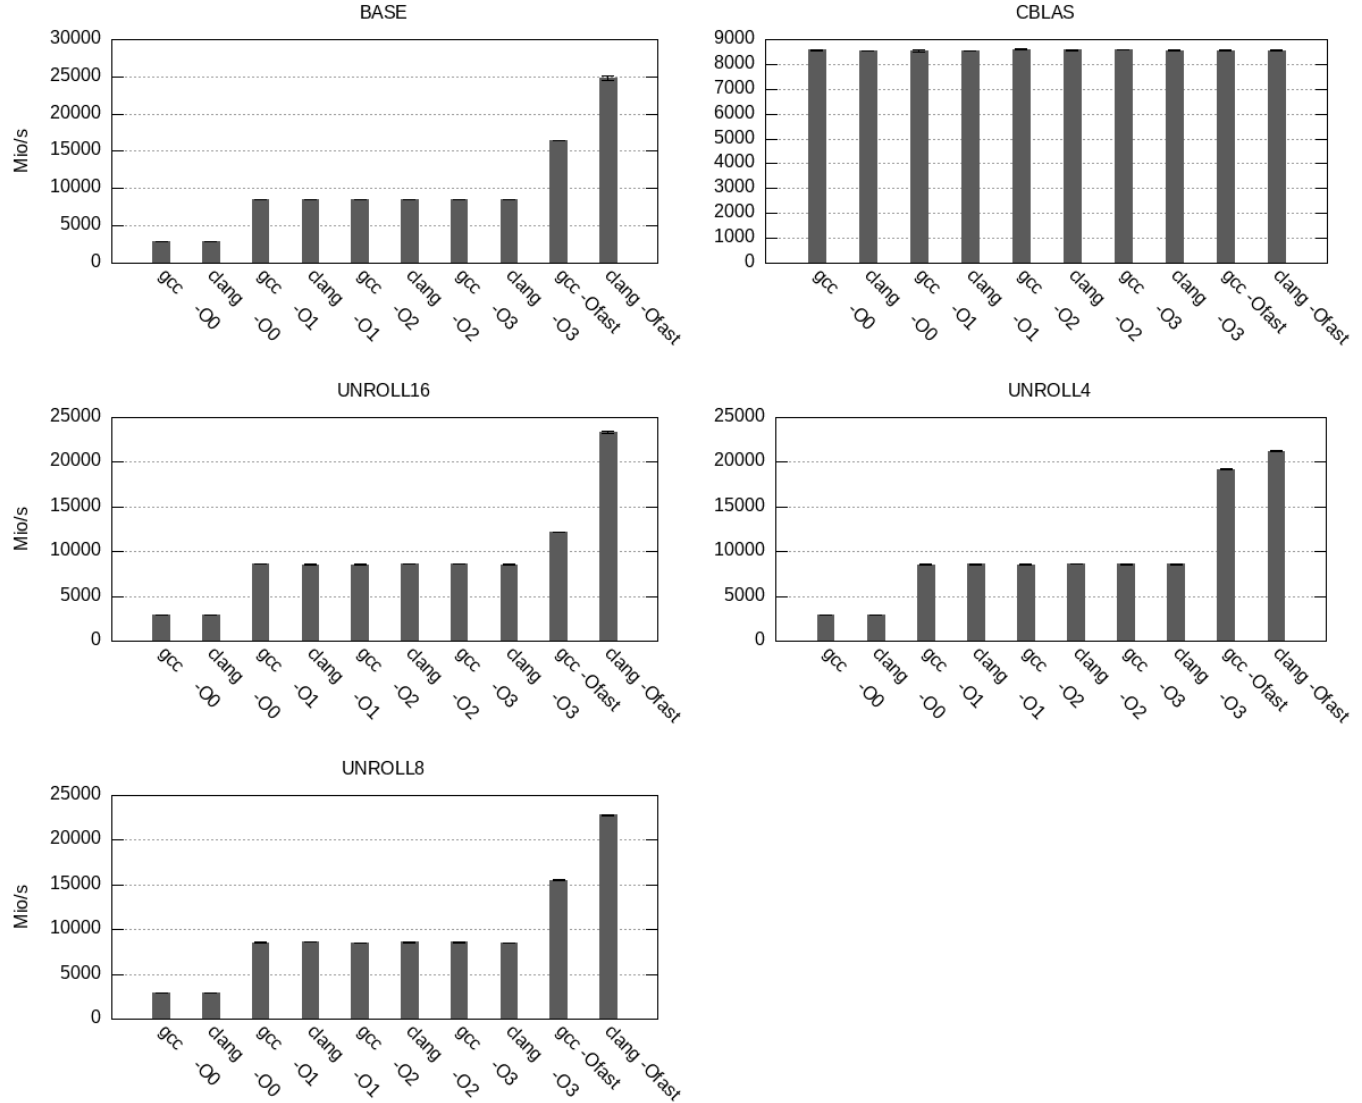 BASE
30000
25000
20000
15000
10000
5000
0
Mio/s
gcc -O0
clang -O0
gcc -O1
clang -O1
gcc -O2
clang -O2
gcc -O3
clang -O3
gcc -Ofast
clang -Ofast
CBLAS
9000
8000
7000
6000
5000
4000
3000
2000
1000
0
gcc -O0
clang -O0
gcc -O1
clang -O1
gcc -O2
clang -O2
gcc -O3
clang -O3
gcc -Ofast
clang -Ofast
UNROLL16
25000
20000
15000
10000
5000
0
Mio/s
gcc -O0
clang -O0
gcc -O1
clang -O1
gcc -O2
clang -O2
gcc -O3
clang -O3
gcc -Ofast
clang -Ofast
UNROLL4
25000
20000
15000
10000
5000
0
gcc -O0
clang -O0
gcc -O1
clang -O1
gcc -O2
clang -O2
gcc -O3
clang -O3
gcc -Ofast
clang -Ofast
UNROLL8
25000
20000
15000
10000
5000
0
Mio/s
gcc -O0
clang -O0
gcc -O1
clang -O1
gcc -O2
clang -O2
gcc -O3
clang -O3
gcc -Ofast
clang -Ofast